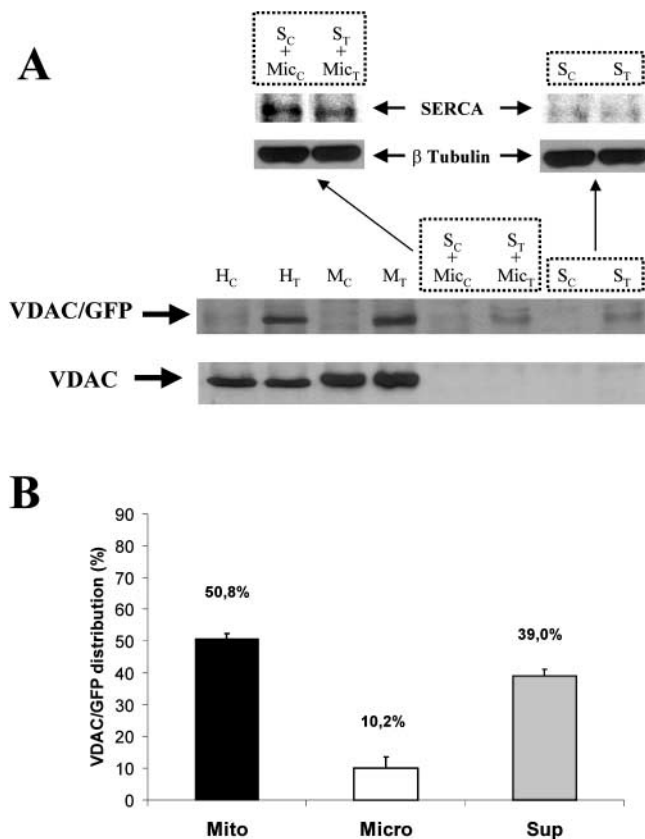 A
S_C + Mic_C
S_T + Mic_T
S_C S_T
SERCA
β Tubulin
S_C + Mic_C
S_T + Mic_T
H_C H_T M_C M_T
S_C S_T
VDAC/GFP
VDAC
B
VDAC/GFP distribution (%)
90
80
70
60
50
40
30
20
10
0
50,8%
10,2%
39,0%
Mito Micro Sup